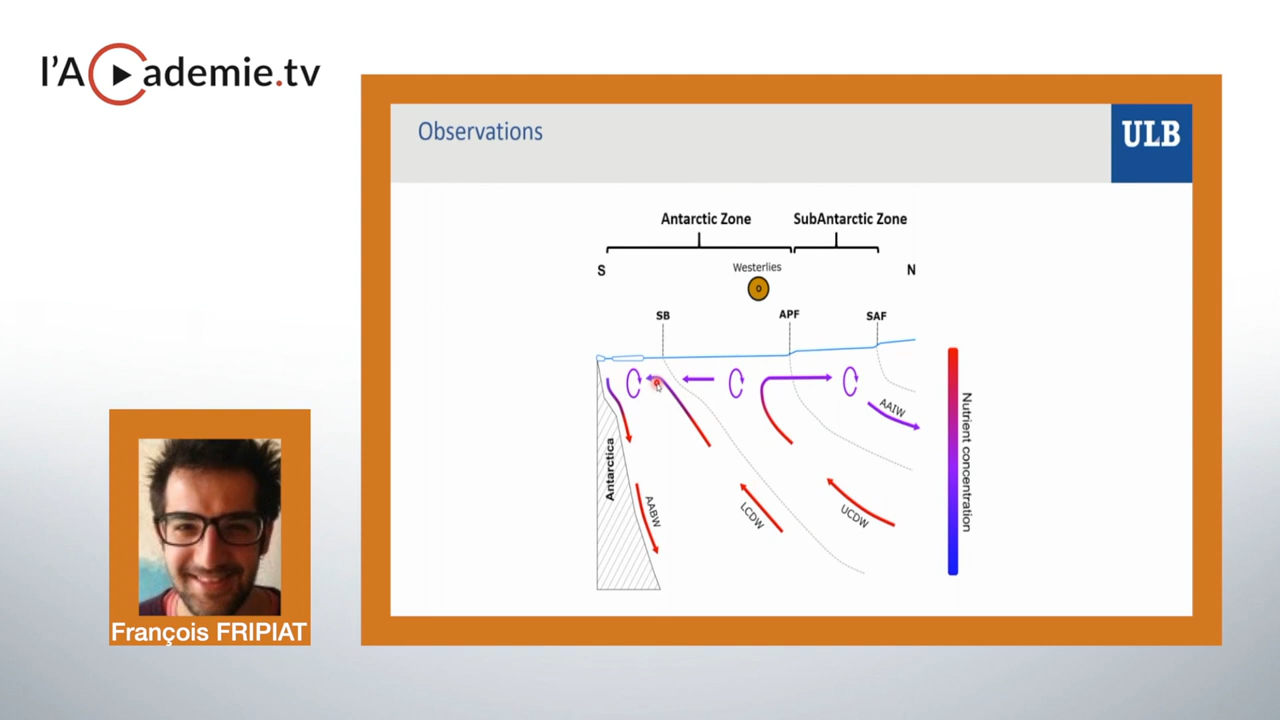 l'Academie.tv
Observations
ULB
Antarctic Zone
SubAntarctic Zone
S
Westerlies
N
SB
APF
SAF
AAIW
Antarctica
AABW
LCDW
UCDW
Nutrient concentration
François FRIPIAT